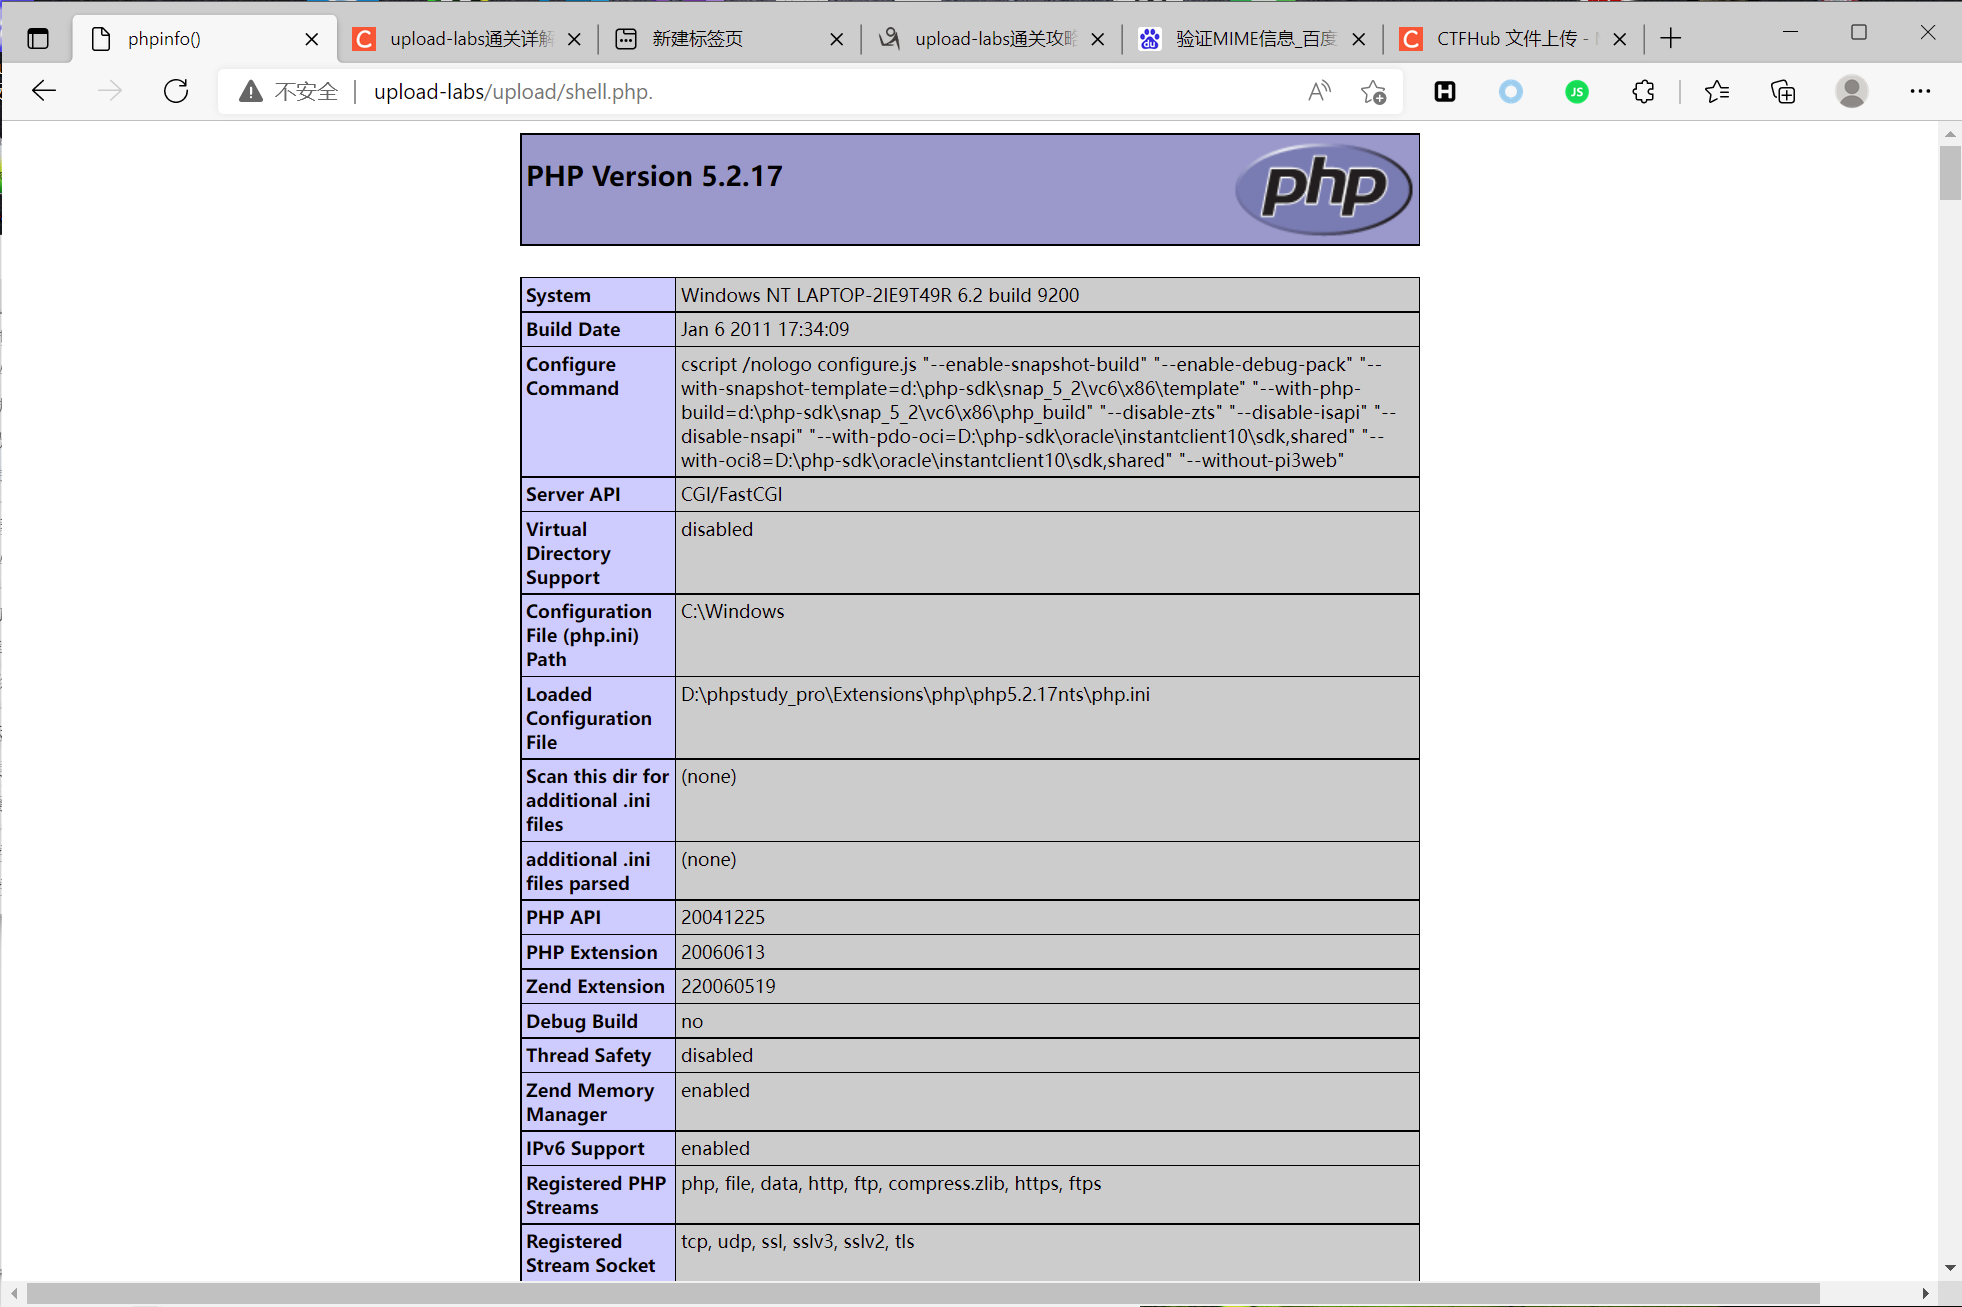 phpinfo()
upload-labs通关详解
新建标签页
upload-labs通关攻略
验证MIME信息_百度
CTFHub 文件上传 -
不安全
upload-labs/upload/shell.php.
PHP Version 5.2.17
php
System Windows NT LAPTOP-2IE9T49R 6.2 build 9200
Build Date Jan 6 2011 17:34:09
Configure Command
cscript /nologo configure.js "--enable-snapshot-build" "--enable-debug-pack" "--
with-snapshot-template=d:\php-sdk\snap_5_2\vc6\x86\template" "--with-php-
build=d:\php-sdk\snap_5_2\vc6\x86\php_build" "--disable-zts" "--disable-isapi" "--
disable-nsapi" "--with-pdo-oci=D:\php-sdk\oracle\instantclient10\sdk,shared" "--
with-oci8=D:\php-sdk\oracle\instantclient10\sdk,shared" "--without-pi3web"
Server API CGI/FastCGI
Virtual
Directory
Support
disabled
Configuration
File (php.ini)
Path
C:\Windows
Loaded
Configuration
File
D:\phpstudy_pro\Extensions\php\php5.2.17nts\php.ini
Scan this dir for
additional .ini
files
(none)
additional .ini
files parsed
(none)
PHP API 20041225
PHP Extension 20060613
Zend Extension 220060519
Debug Build no
Thread Safety disabled
Zend Memory
Manager
enabled
IPv6 Support enabled
Registered PHP
Streams
php, file, data, http, ftp, compress.zlib, https, ftps
Registered
Stream Socket
tcp, udp, ssl, sslv3, sslv2, tls